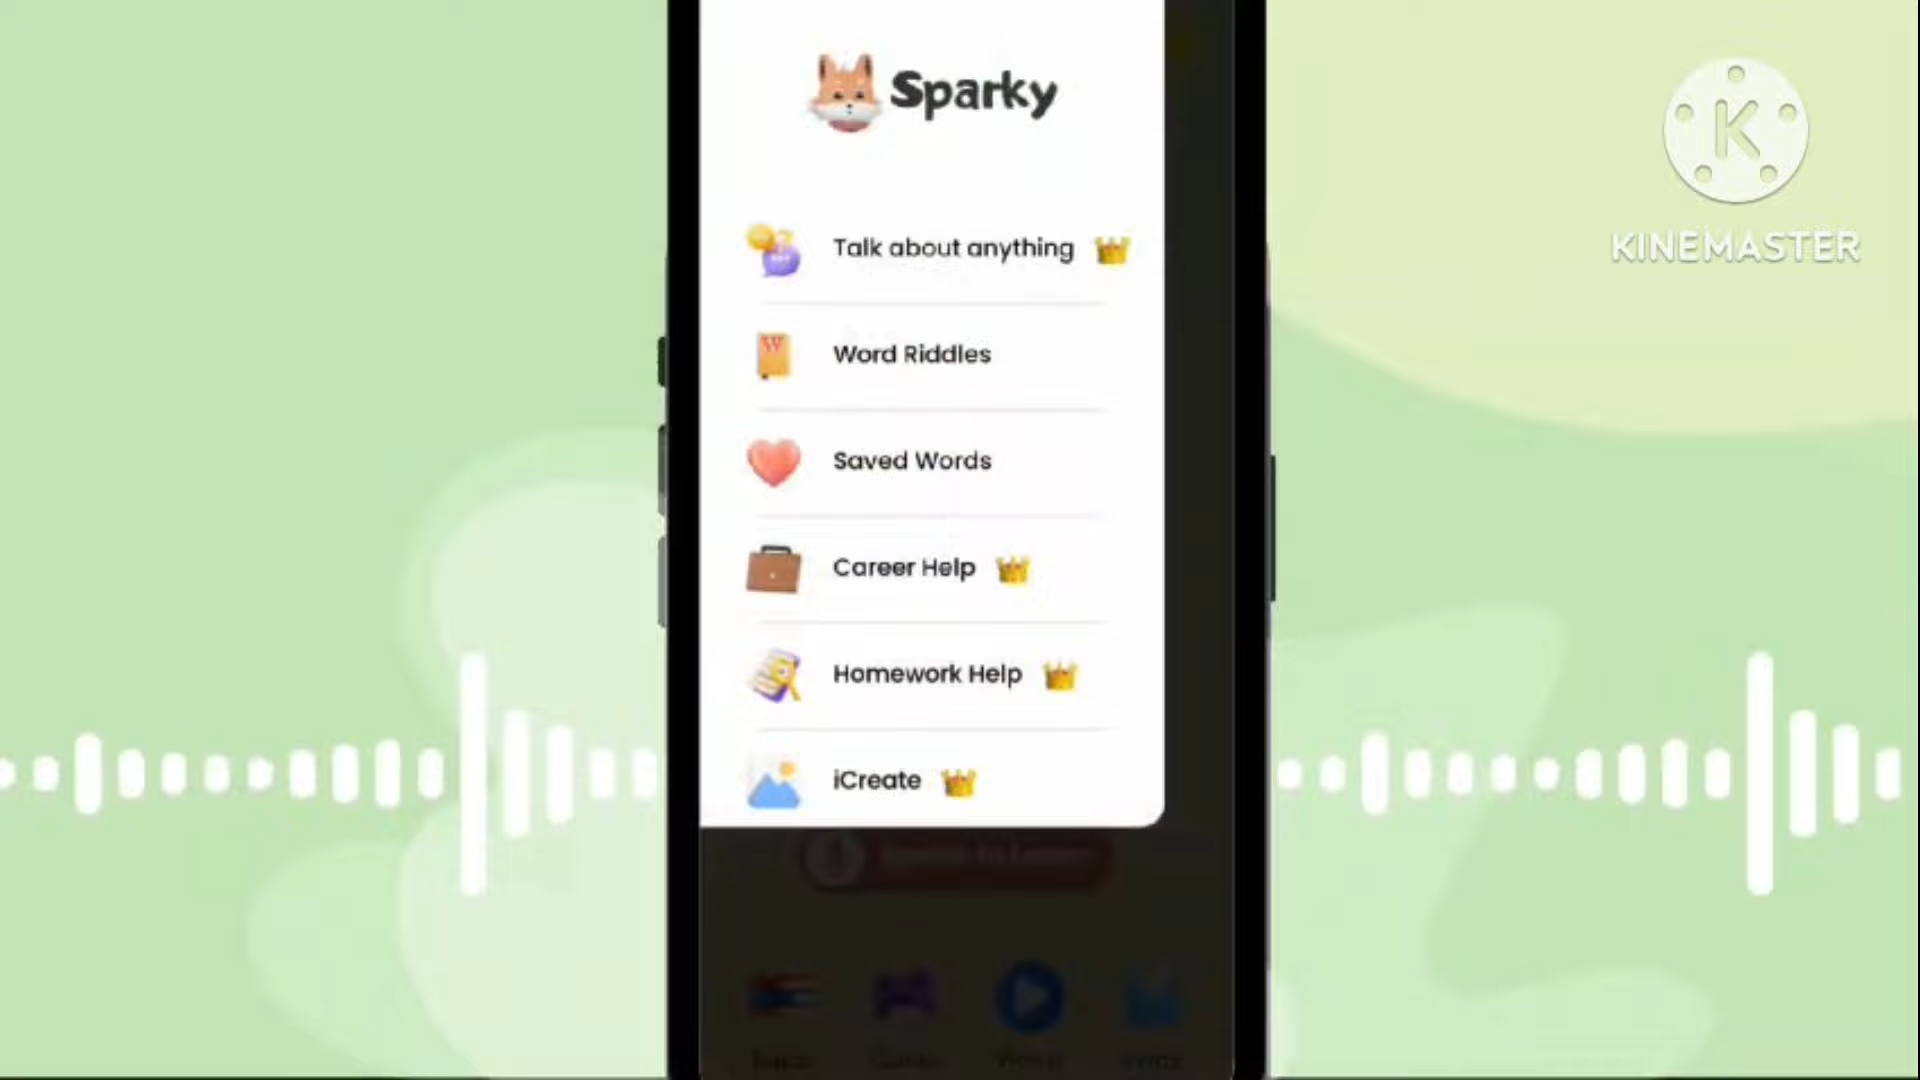 Sparky
K
KINEMASTER
Talk about anything
W
Word Riddles
Saved Words
Career Help
Homework Help
iCreate